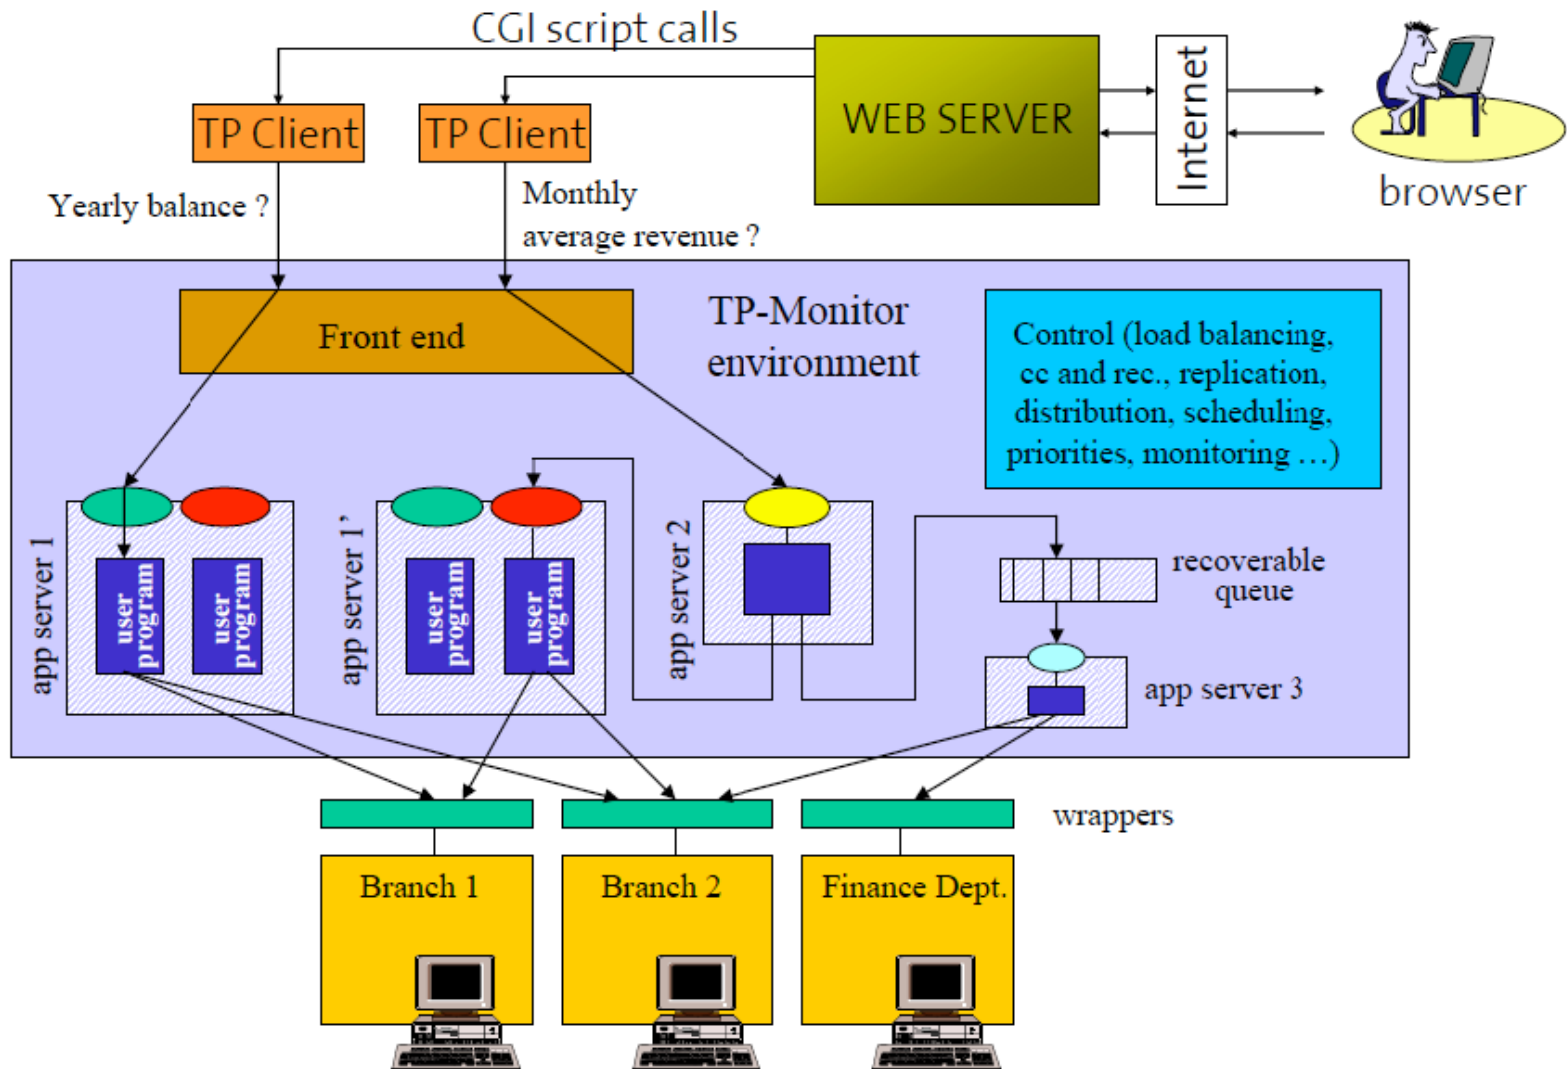 CGI script calls
WEB SERVER
Internet
browser
TP Client
TP Client
Yearly balance ?
Monthly
average revenue ?
Front end
TP-Monitor
environment
Control (load balancing,
cc and rec., replication,
distribution, scheduling,
priorities, monitoring …)
app server 1
user
program
user
program
app server 1’
user
program
user
program
app server 2
recoverable
queue
app server 3
wrappers
Branch 1
Branch 2
Finance Dept.